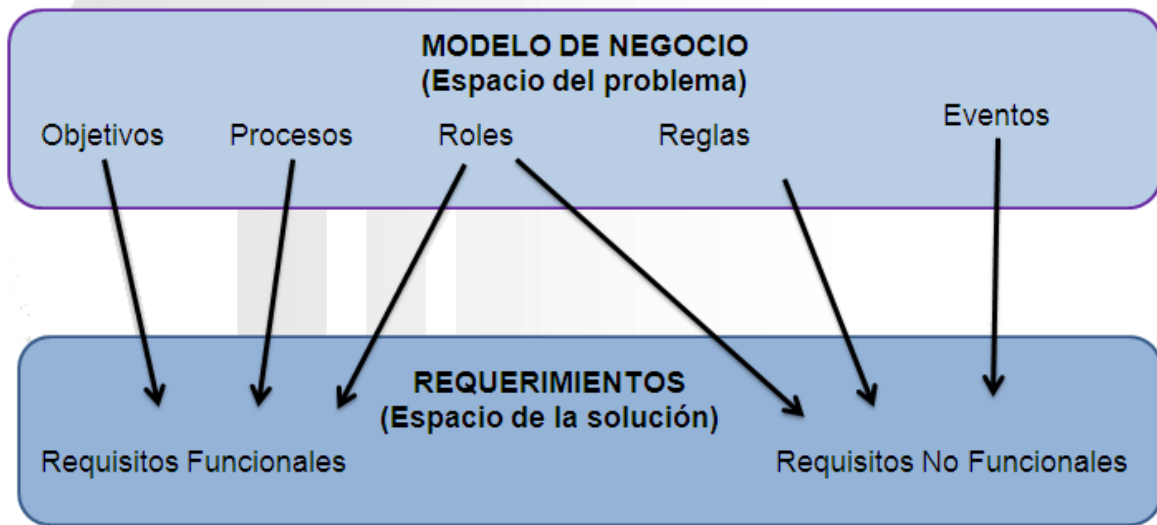 MODELO DE NEGOCIO
(Espacio del problema)
Objetivos Procesos Roles Reglas Eventos
REQUERIMIENTOS
(Espacio de la solución)
Requisitos Funcionales Requisitos No Funcionales